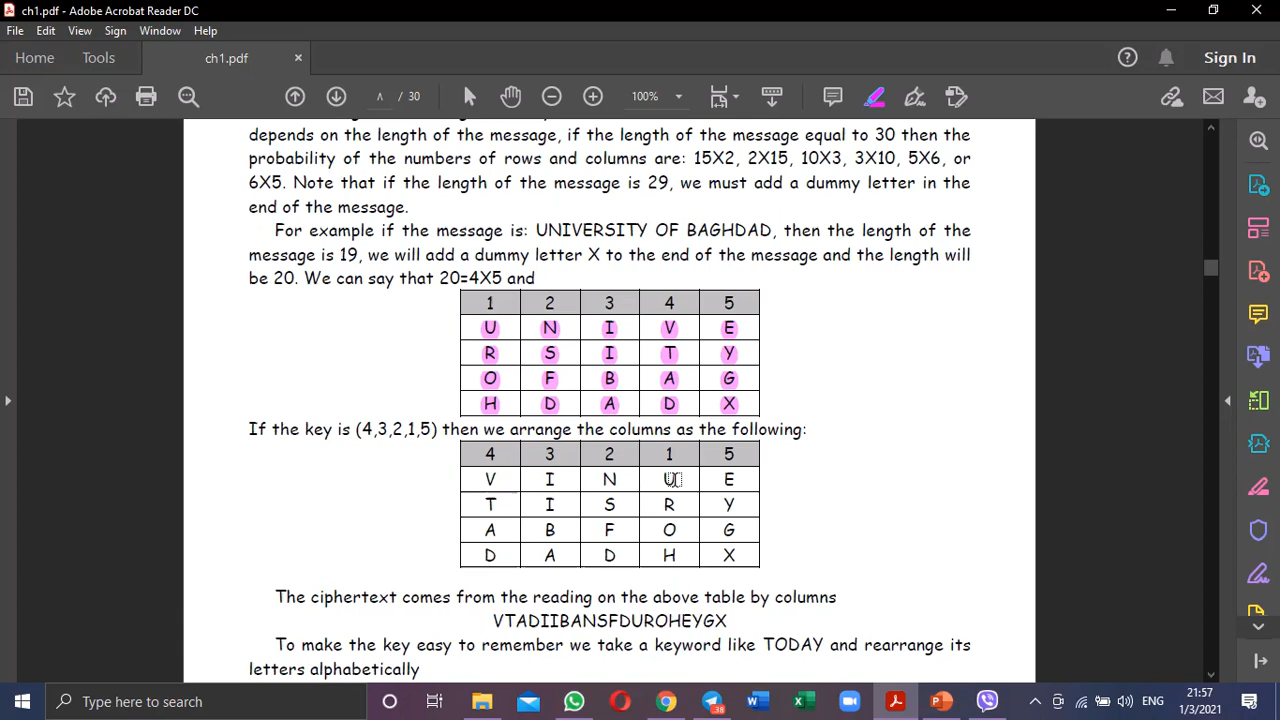 ch1.pdf - Adobe Acrobat Reader DC
File Edit View Sign Window Help
Home Tools ch1.pdf × Sign In
/ 30 100%
depends on the length of the message, if the length of the message equal to 30 then the
probability of the numbers of rows and columns are: 15X2, 2X15, 10X3, 3X10, 5X6, or
6X5. Note that if the length of the message is 29, we must add a dummy letter in the
end of the message.
For example if the message is: UNIVERSITY OF BAGHDAD, then the length of the
message is 19, we will add a dummy letter X to the end of the message and the length will
be 20. We can say that 20=4X5 and
1 2 3 4 5
U N I V E
R S I T Y
O F B A G
H D A D X
If the key is (4,3,2,1,5) then we arrange the columns as the following:
4 3 2 1 5
V I N U E
T I S R Y
A B F O G
D A D H X
The ciphertext comes from the reading on the above table by columns
VTADIIBANSFDUROHEYGX
To make the key easy to remember we take a keyword like TODAY and rearrange its
letters alphabetically
Type here to search
38
ENG
21:57
1/3/2021